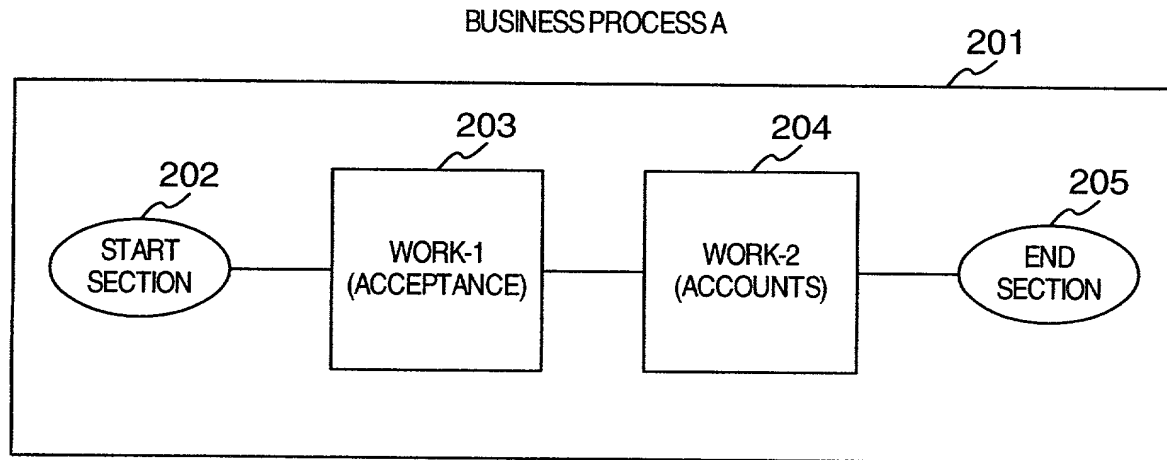 BUSINESS PROCESS A
201
203
204
202
205
START
SECTION
WORK-1
(ACCEPTANCE)
WORK-2
(ACCOUNTS)
END
SECTION